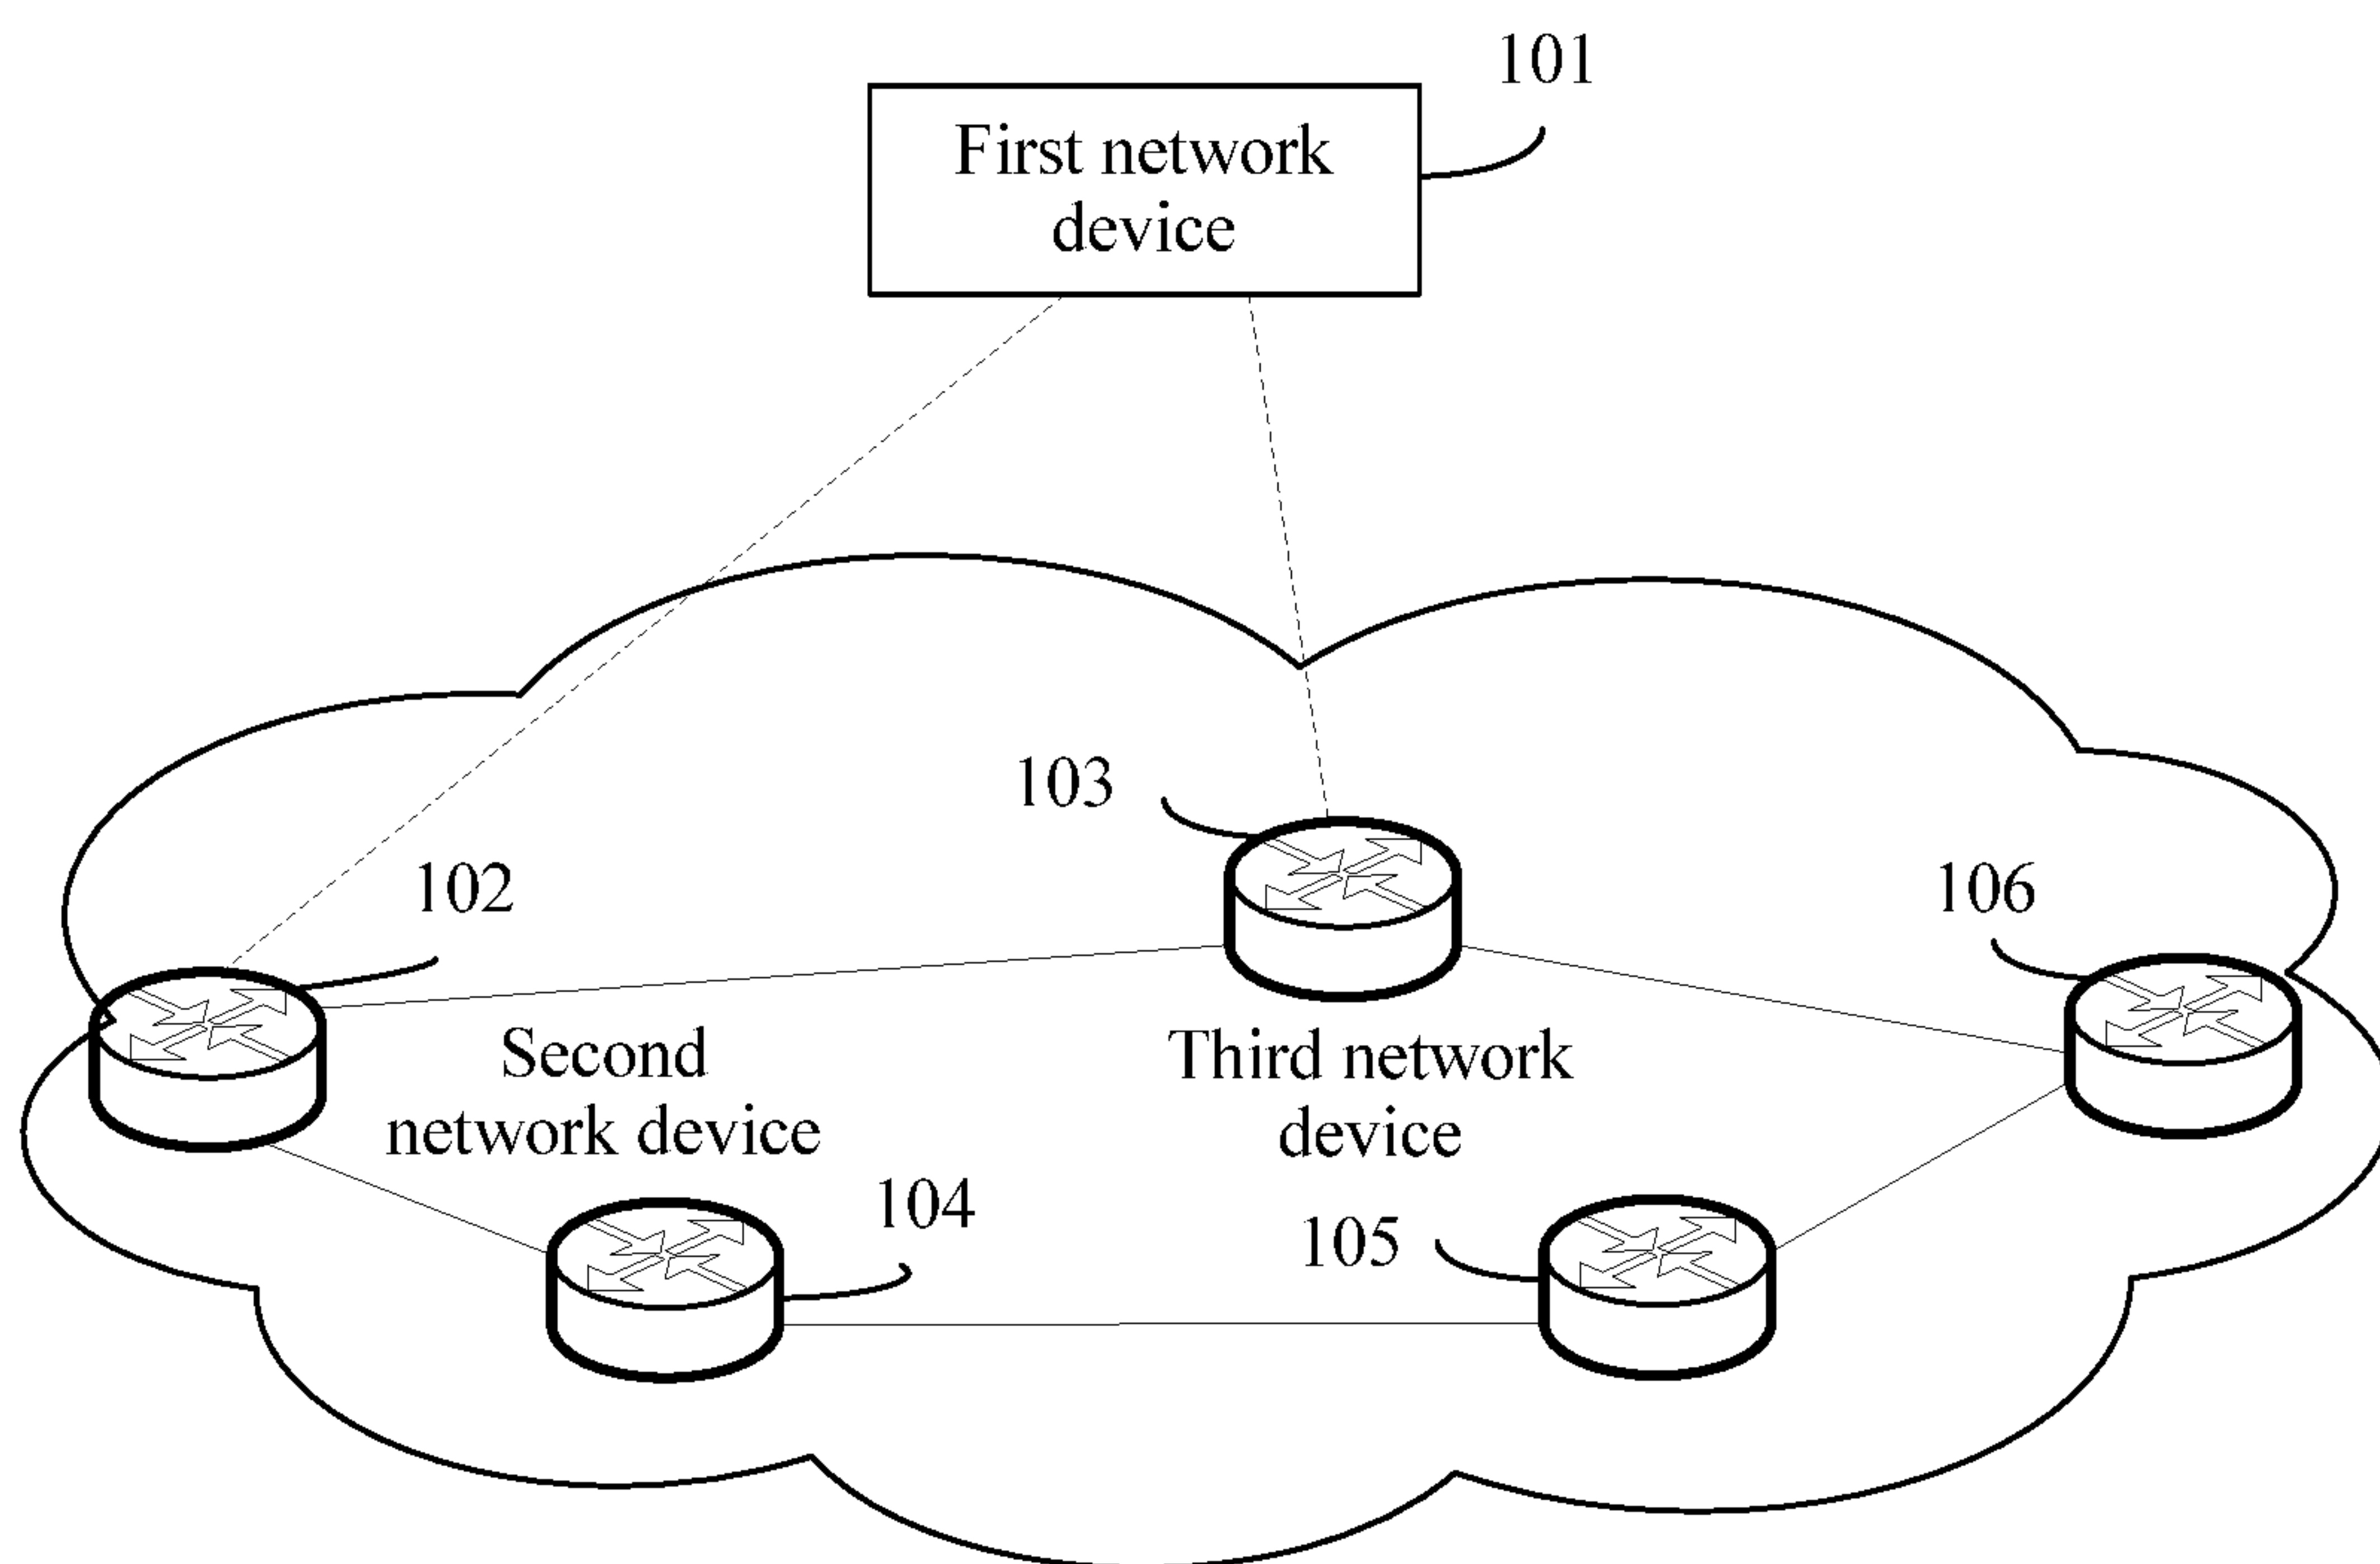 101
First network
device
103
102
106
Second
network device
Third network
device
104
105